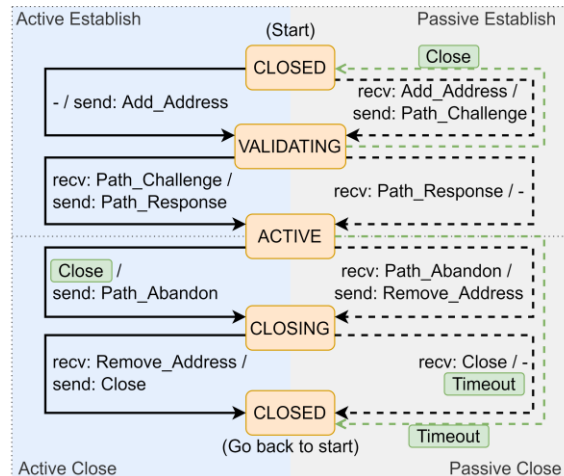 Active Establish
Passive Establish
(Start)
CLOSED
Close
- / send: Add_Address
recv: Add_Address /
send: Path_Challenge
VALIDATING
recv: Path_Challenge /
send: Path_Response
recv: Path_Response / -
ACTIVE
Close /
send: Path_Abandon
recv: Path_Abandon /
send: Remove_Address
CLOSING
recv: Remove_Address /
send: Close
recv: Close / -
Timeout
CLOSED
Timeout
(Go back to start)
Active Close
Passive Close